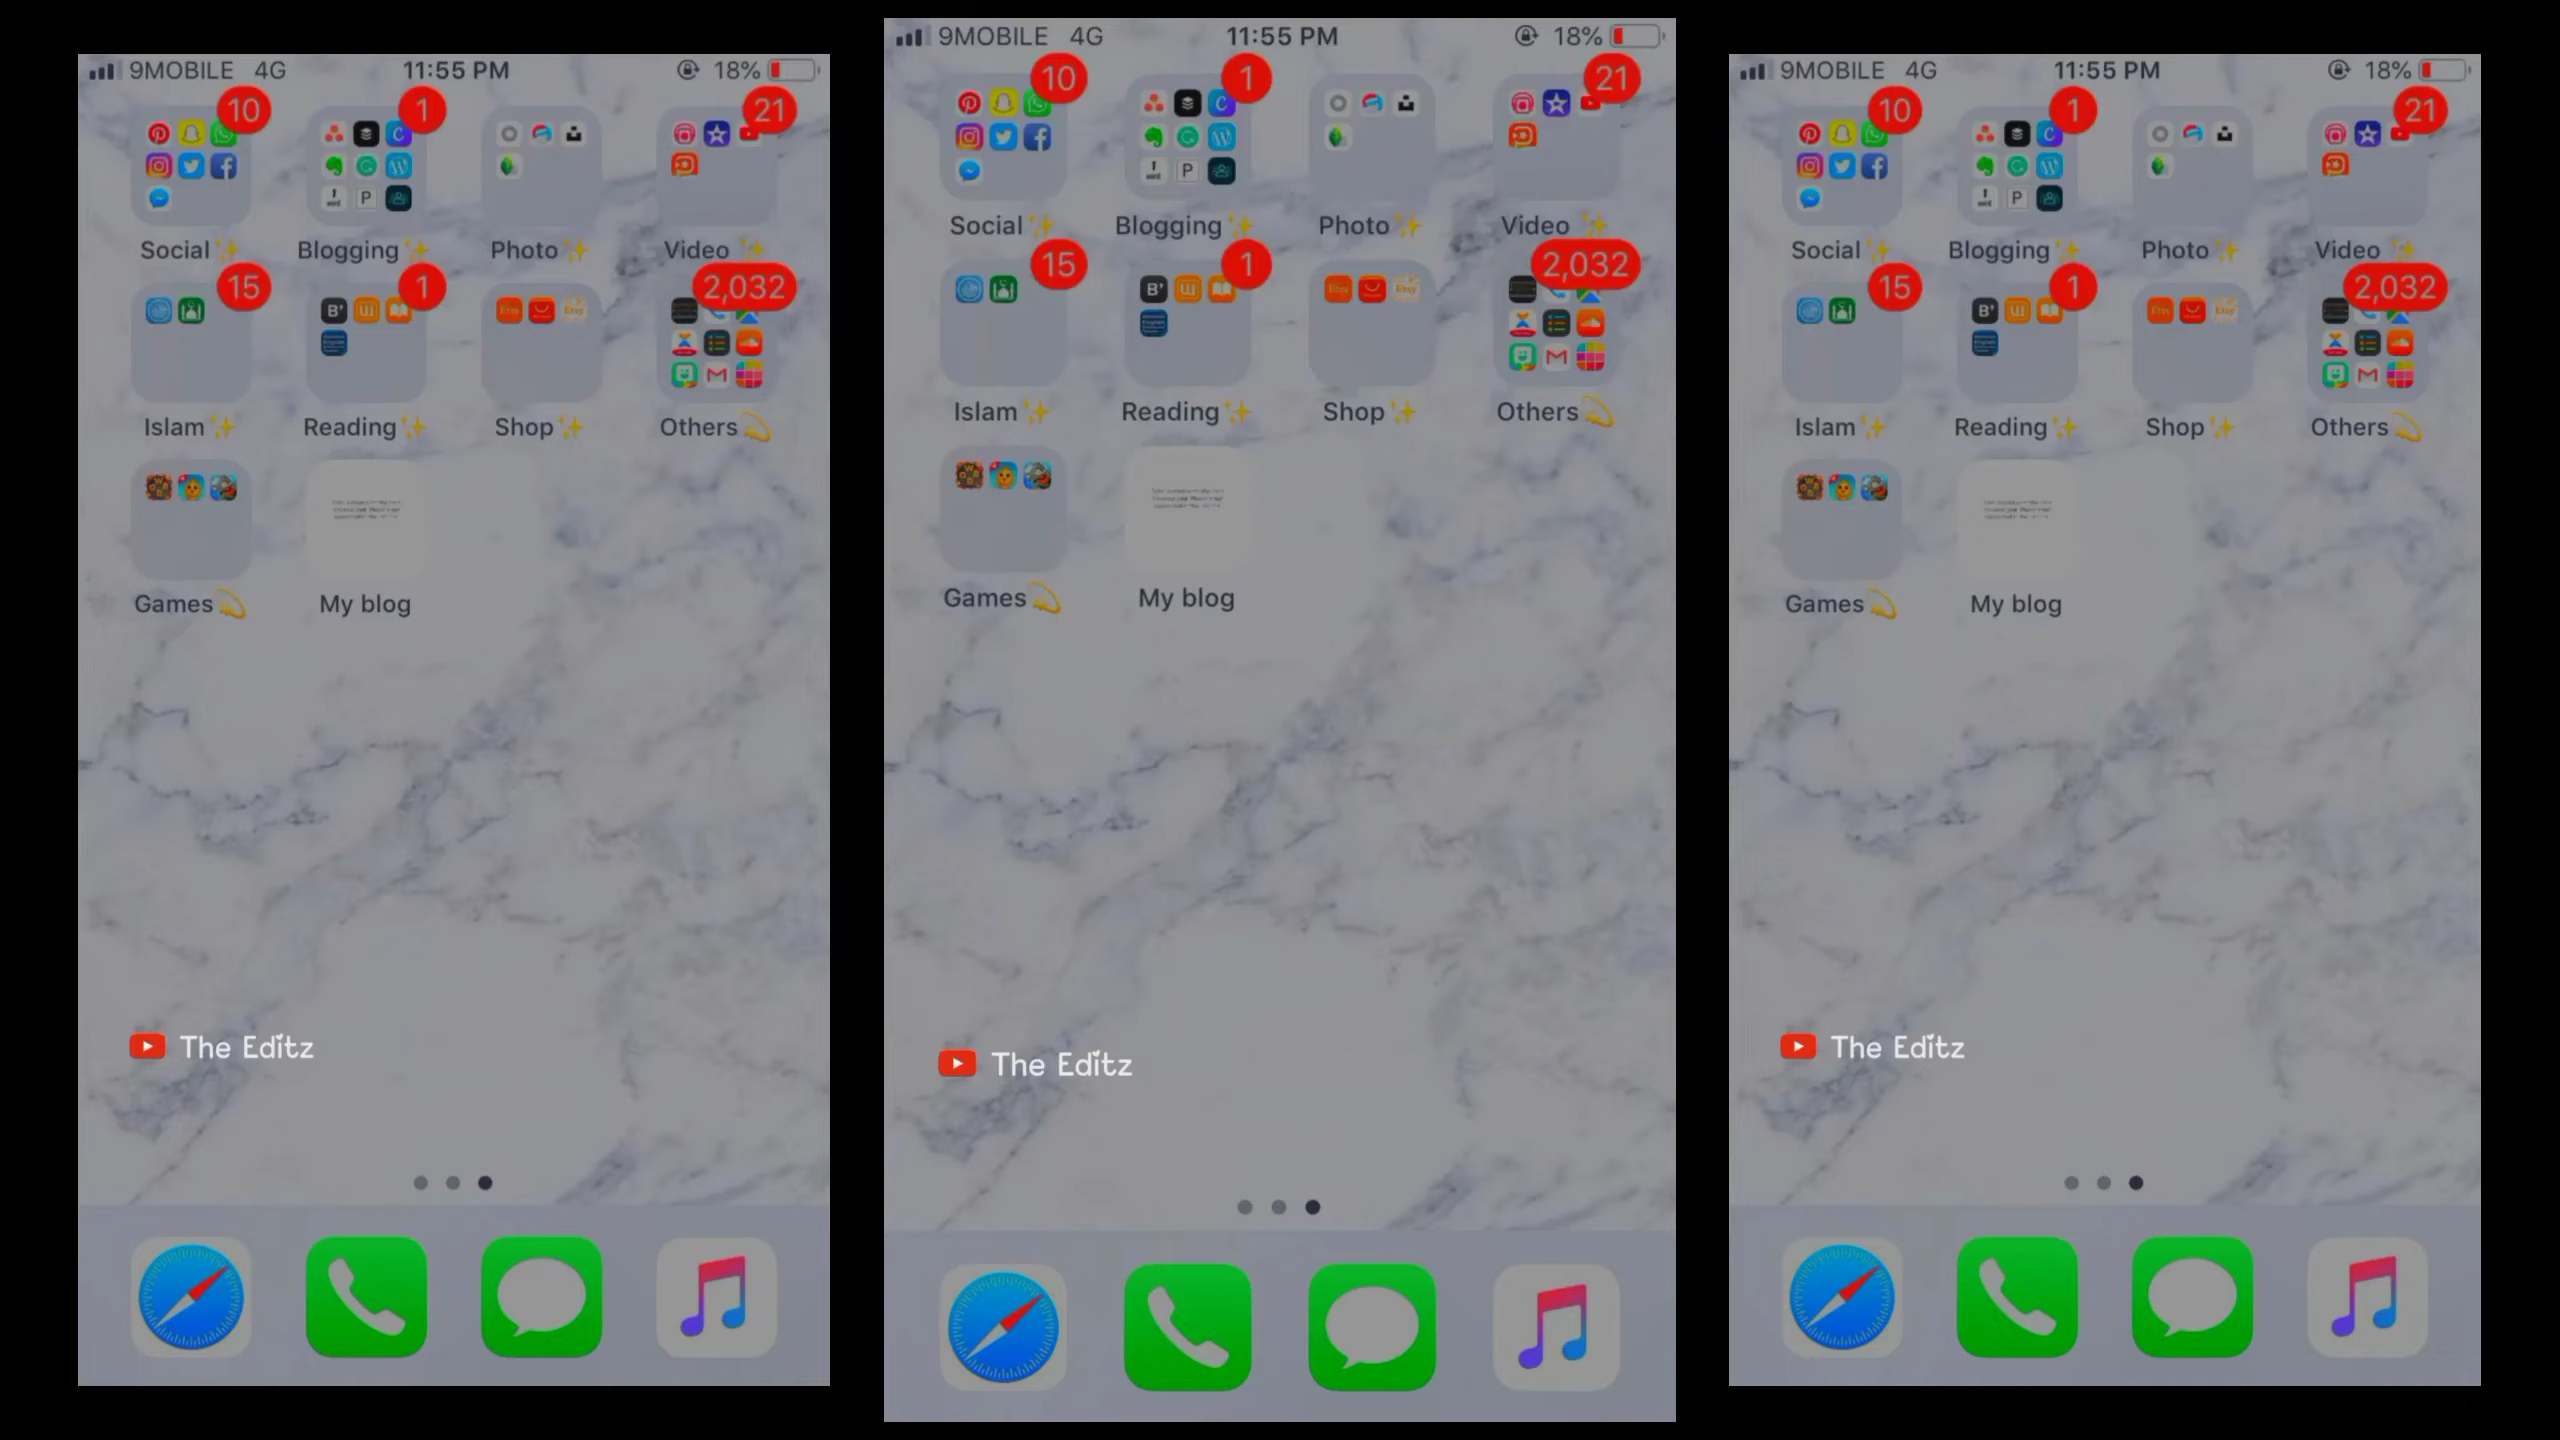 9MOBILE 4G 11:55 PM 18%
10 1 21
Social✨ Blogging✨ Photo✨ Video ✨
15 1 2,032
Islam✨ Reading✨ Shop✨ Others💫
Games💫 My blog
The Editz
9MOBILE 4G 11:55 PM 18%
10 1 21
Social✨ Blogging✨ Photo✨ Video ✨
15 1 2,032
Islam✨ Reading✨ Shop✨ Others💫
Games💫 My blog
The Editz
9MOBILE 4G 11:55 PM 18%
10 1 21
Social✨ Blogging✨ Photo✨ Video ✨
15 1 2,032
Islam✨ Reading✨ Shop✨ Others💫
Games💫 My blog
The Editz